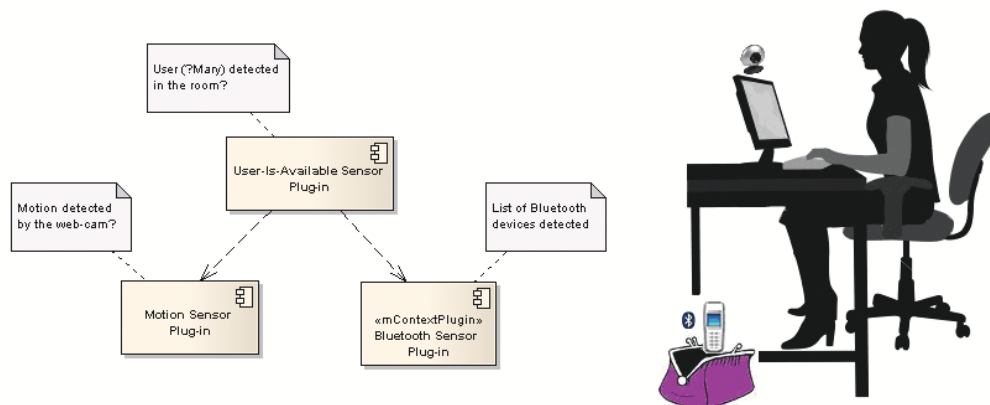 User (?Mary) detected
in the room?
User-Is-Available Sensor
Plug-in
Motion detected
by the web-cam?
List of Bluetooth
devices detected
Motion Sensor
Plug-in
«mContextPlugin»
Bluetooth Sensor
Plug-in